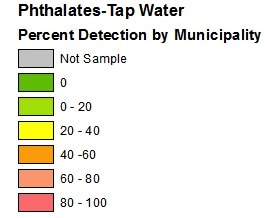 Phthalates-Tap Water
Percent Detection by Municipality
Not Sample
0
0 - 20
20 - 40
40 -60
60 - 80
80 - 100